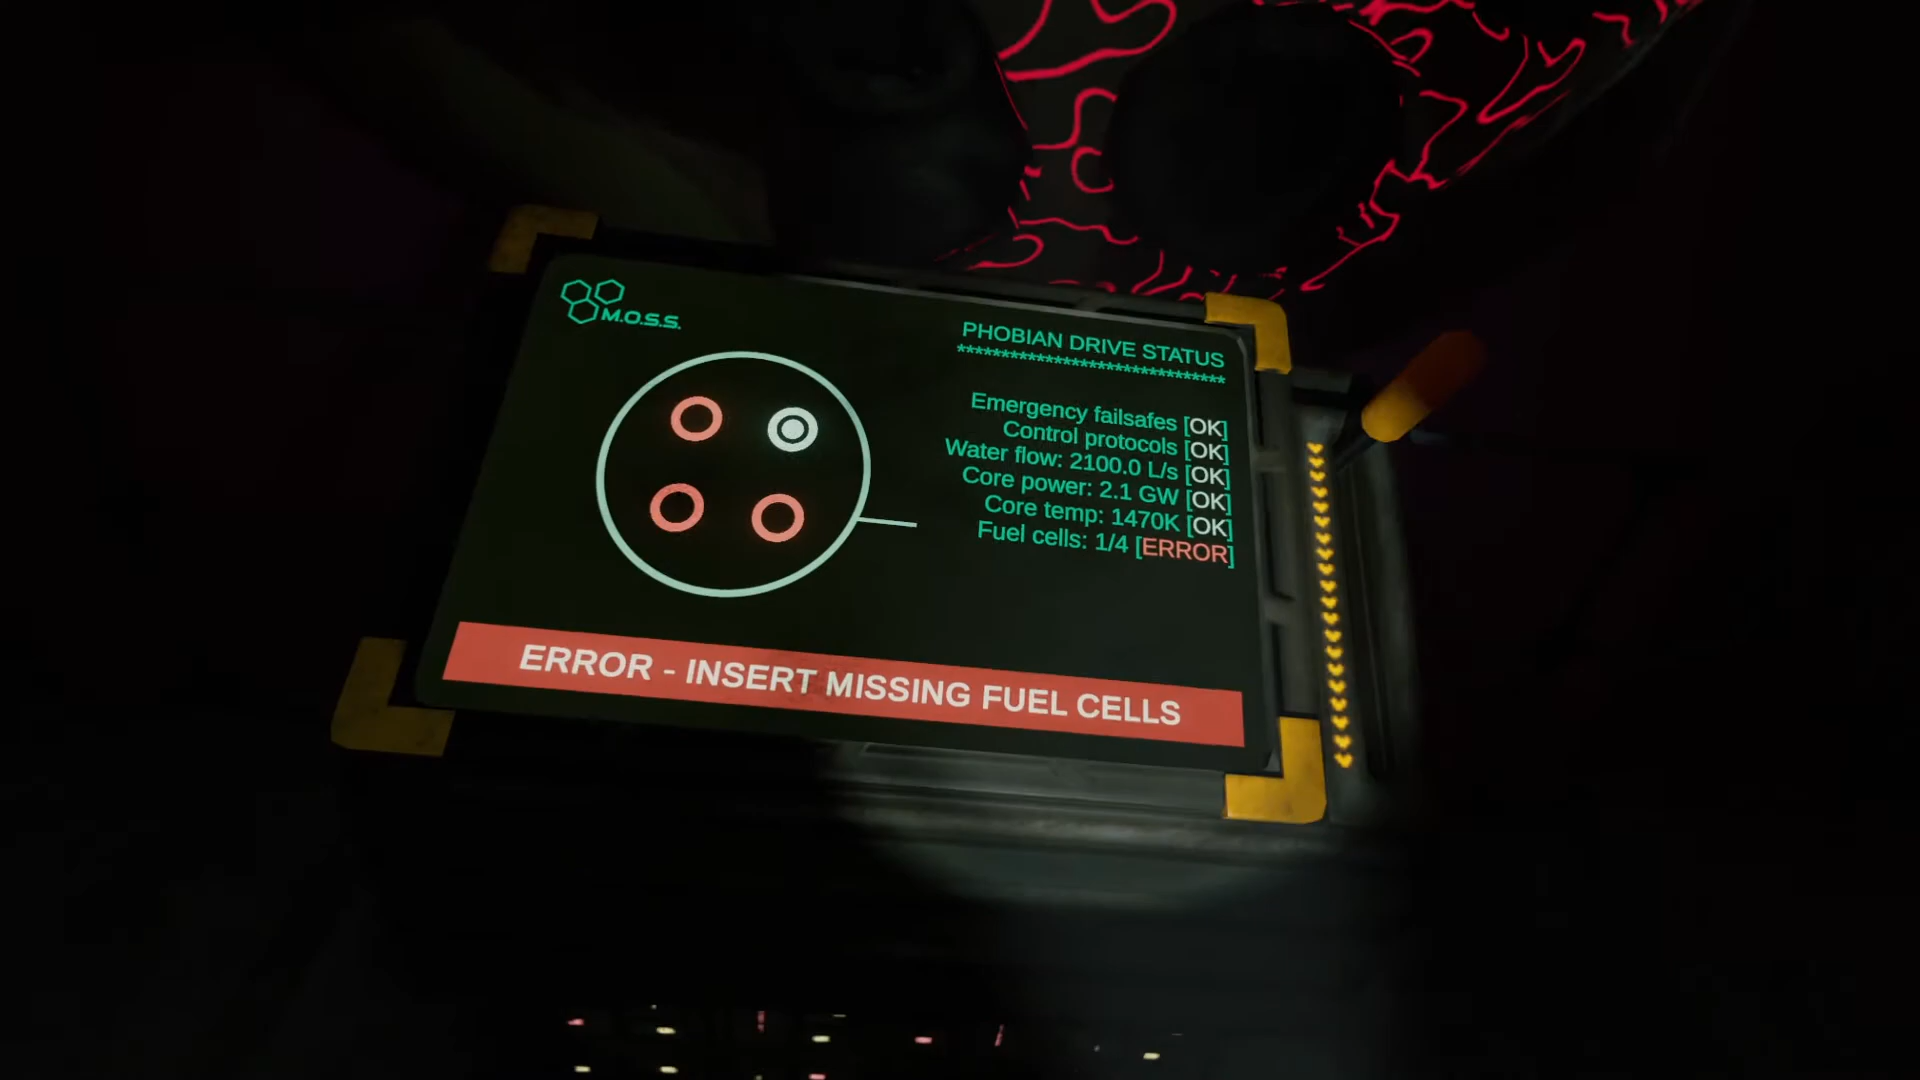 M.O.S.S.
PHOBIAN DRIVE STATUS
******************************
Emergency failsafes [OK]
Control protocols [OK]
Water flow: 2100.0 L/s [OK]
Core power: 2.1 GW [OK]
Core temp: 1470K [OK]
Fuel cells: 1/4 [ERROR]
ERROR - INSERT MISSING FUEL CELLS